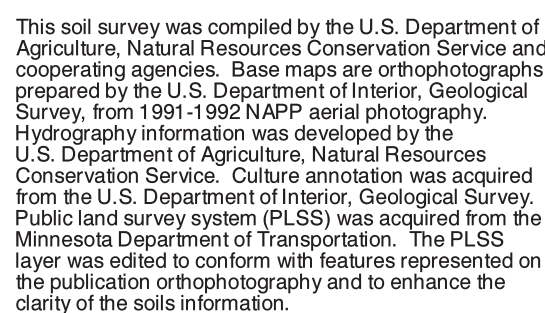 This soil survey was compiled by the U.S. Department of
Agriculture, Natural Resources Conservation Service and
cooperating agencies.  Base maps are orthophotographs
prepared by the U.S. Department of Interior, Geological
Survey, from 1991-1992 NAPP aerial photography.
Hydrography information was developed by the
U.S. Department of Agriculture, Natural Resources
Conservation Service.  Culture annotation was acquired
from the U.S. Department of Interior, Geological Survey.
Public land survey system (PLSS) was acquired from the
Minnesota Department of Transportation.  The PLSS
layer was edited to conform with features represented on
the publication orthophotography and to enhance the
clarity of the soils information.